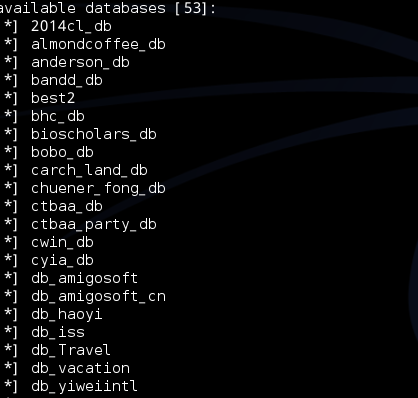 available databases [53]:
*] 2014cl_db
*] almondcoffee_db
*] anderson_db
*] bandd_db
*] best2
*] bhc_db
*] bioscholars_db
*] bobo_db
*] carch_land_db
*] chuener_fong_db
*] ctbaa_db
*] ctbaa_party_db
*] cwin_db
*] cyia_db
*] db_amigosoft
*] db_amigosoft_cn
*] db_haoyi
*] db_iss
*] db_Travel
*] db_vacation
*] db_yiweiintl